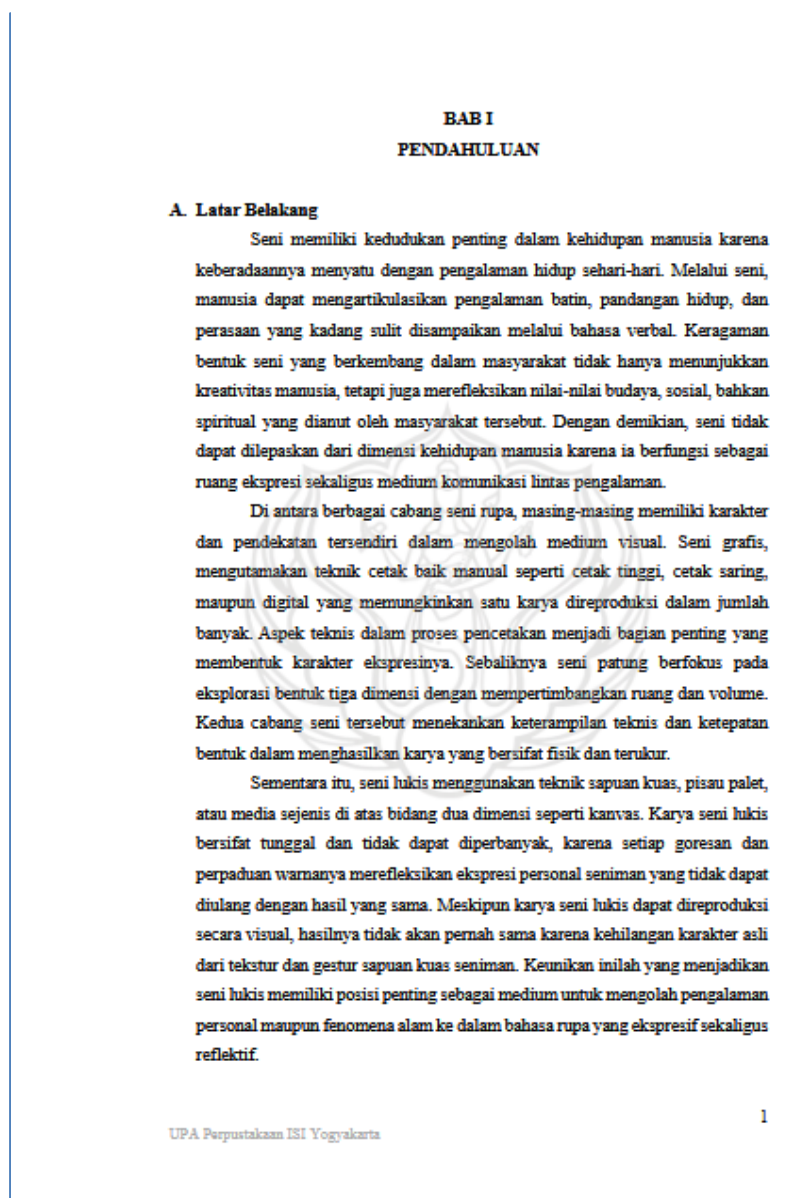 BAB I
PENDAHULUAN
A. Latar Belakang
Seni memiliki kedudukan penting dalam kehidupan manusia karena
keberadaannya menyatu dengan pengalaman hidup sehari-hari. Melalui seni,
manusia dapat mengartikulasikan pengalaman batin, pandangan hidup, dan
perasaan yang kadang sulit disampaikan melalui bahasa verbal. Keragaman
bentuk seni yang berkembang dalam masyarakat tidak hanya menunjukkan
kreativitas manusia, tetapi juga merefleksikan nilai-nilai budaya, sosial, bahkan
spiritual yang dianut oleh masyarakat tersebut. Dengan demikian, seni tidak
dapat dilepaskan dari dimensi kehidupan manusia karena ia berfungsi sebagai
ruang ekspresi sekaligus medium komunikasi lintas pengalaman.
Di antara berbagai cabang seni rupa, masing-masing memiliki karakter
dan pendekatan tersendiri dalam mengolah medium visual. Seni grafis,
mengutamakan teknik cetak baik manual seperti cetak tinggi, cetak saring,
maupun digital yang memungkinkan satu karya direproduksi dalam jumlah
banyak. Aspek teknis dalam proses pencetakan menjadi bagian penting yang
membentuk karakter ekspresinya. Sebaliknya seni patung berfokus pada
eksplorasi bentuk tiga dimensi dengan mempertimbangkan ruang dan volume.
Kedua cabang seni tersebut menekankan keterampilan teknis dan ketepatan
bentuk dalam menghasilkan karya yang bersifat fisik dan terukur.
Sementara itu, seni lukis menggunakan teknik sapuan kuas, pisau palet,
atau media sejenis di atas bidang dua dimensi seperti kanvas. Karya seni lukis
bersifat tunggal dan tidak dapat diperbanyak, karena setiap goresan dan
perpaduan warnanya merefleksikan ekspresi personal seniman yang tidak dapat
diulang dengan hasil yang sama. Meskipun karya seni lukis dapat direproduksi
secara visual, hasilnya tidak akan pernah sama karena kehilangan karakter asli
dari tekstur dan gestur sapuan kuas seniman. Keunikan inilah yang menjadikan
seni lukis memiliki posisi penting sebagai medium untuk mengolah pengalaman
personal maupun fenomena alam ke dalam bahasa rupa yang ekspresif sekaligus
reflektif.
1
UPA Perpustakaan ISI Yogyakarta